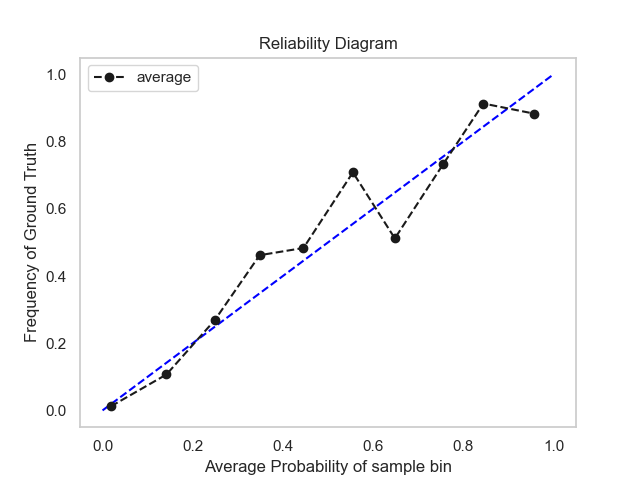 Reliability Diagram
average
Frequency of Ground Truth
1.0
0.8
0.6
0.4
0.2
0.0
0.0 0.2 0.4 0.6 0.8 1.0
Average Probability of sample bin